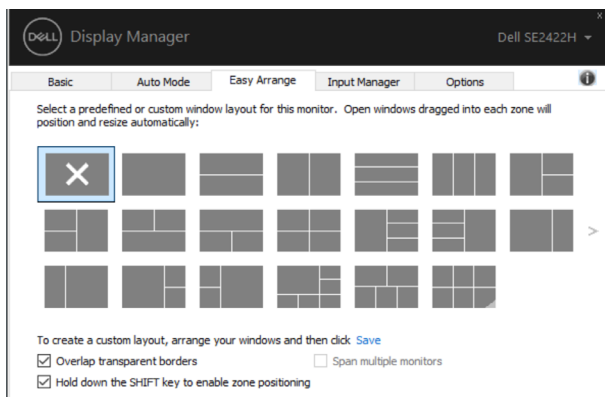 x
DELL Display Manager Dell SE2422H
Basic Auto Mode Easy Arrange Input Manager Options i
Select a predefined or custom window layout for this monitor. Open windows dragged into each zone will
position and resize automatically:
>
To create a custom layout, arrange your windows and then click Save
Overlap transparent borders Span multiple monitors
Hold down the SHIFT key to enable zone positioning